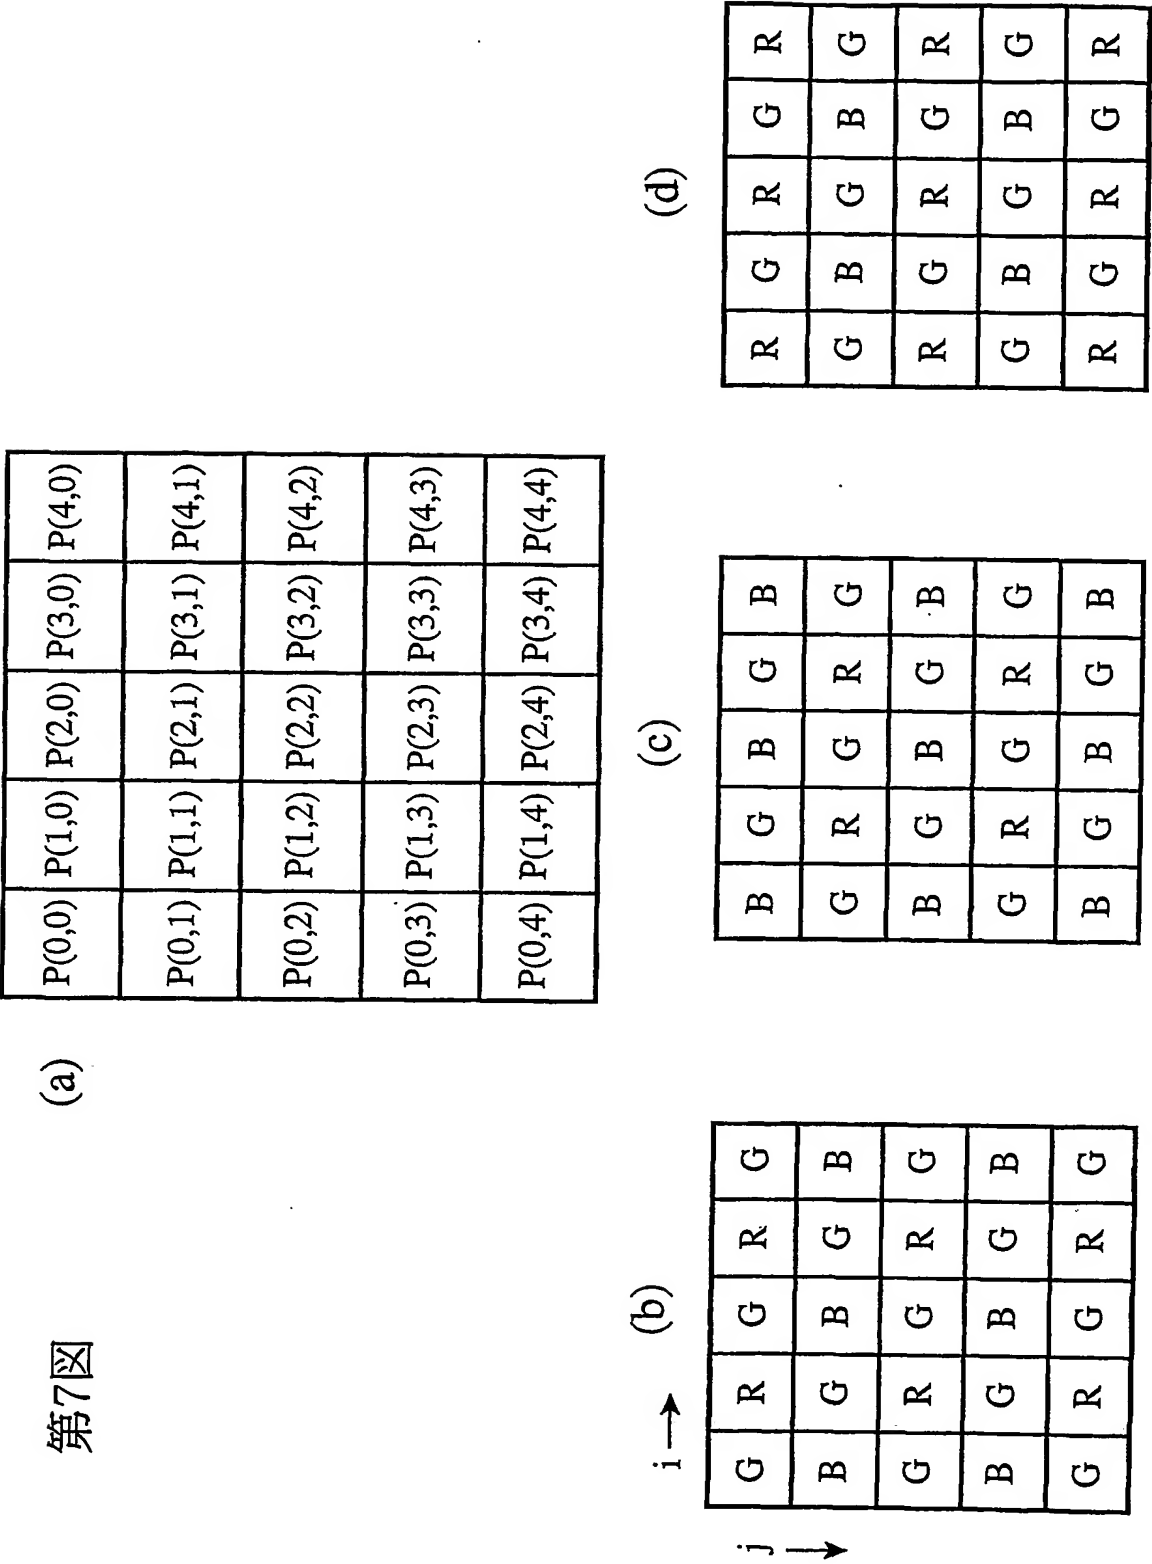 第7図
(a)
P(0,0) P(1,0) P(2,0) P(3,0) P(4,0)
P(0,1) P(1,1) P(2,1) P(3,1) P(4,1)
P(0,2) P(1,2) P(2,2) P(3,2) P(4,2)
P(0,3) P(1,3) P(2,3) P(3,3) P(4,3)
P(0,4) P(1,4) P(2,4) P(3,4) P(4,4)
(b)
i →
j →
G R G R G
B G B G B
G R G R G
B G B G B
G R G R G
(c)
B G B G B
G R G R G
B G B G B
G R G R G
B G B G B
(d)
R G R G R
G B G B G
R G R G R
G B G B G
R G R G R